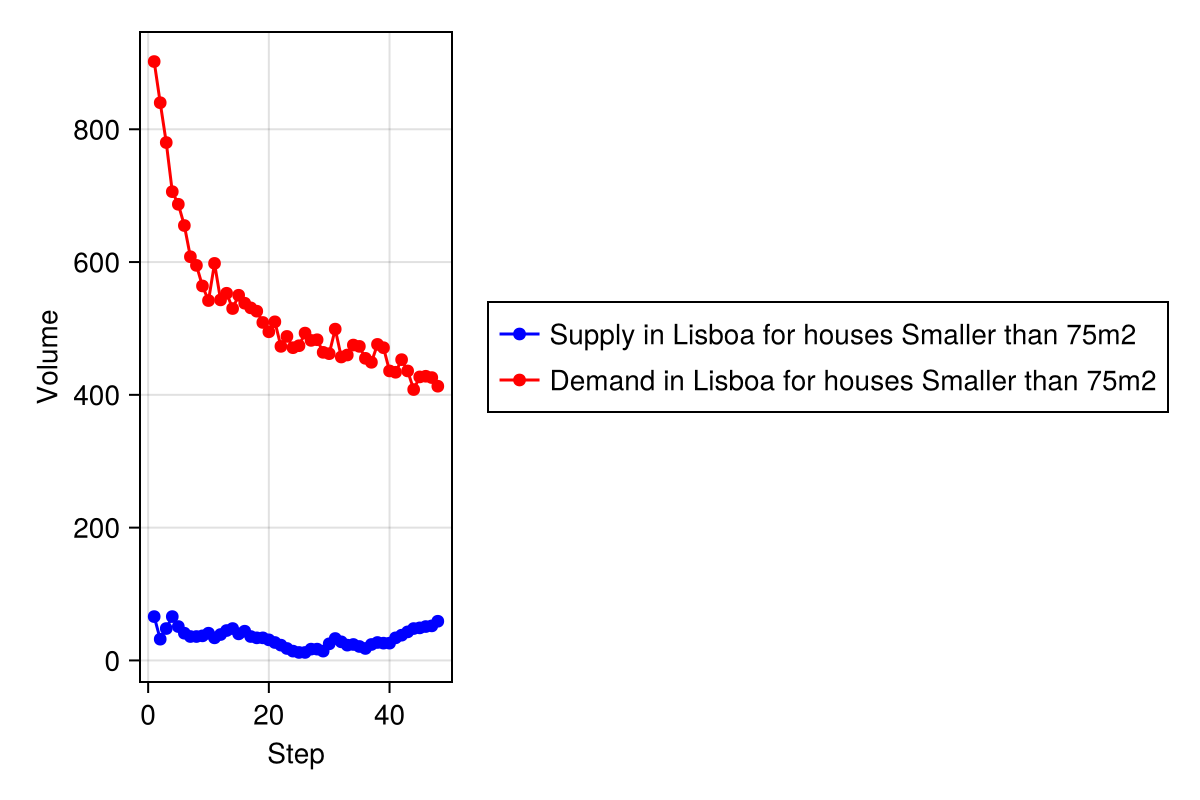 800
600
400
200
0
Volume
0 20 40
Step
Supply in Lisboa for houses Smaller than 75m2
Demand in Lisboa for houses Smaller than 75m2